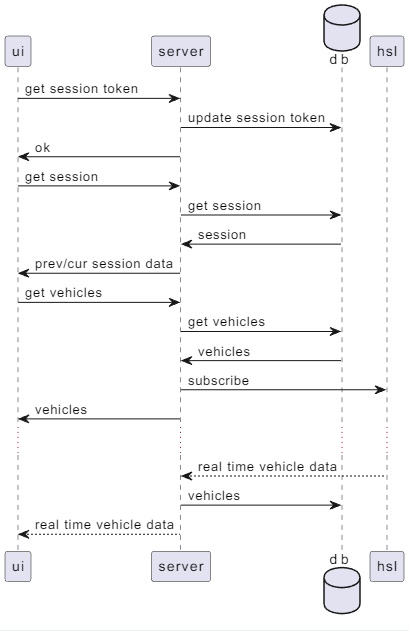 ui
server
db
hsl
get session token
update session token
ok
get session
get session
session
prev/cur session data
get vehicles
get vehicles
vehicles
subscribe
vehicles
real time vehicle data
vehicles
real time vehicle data
ui
server
db
hsl